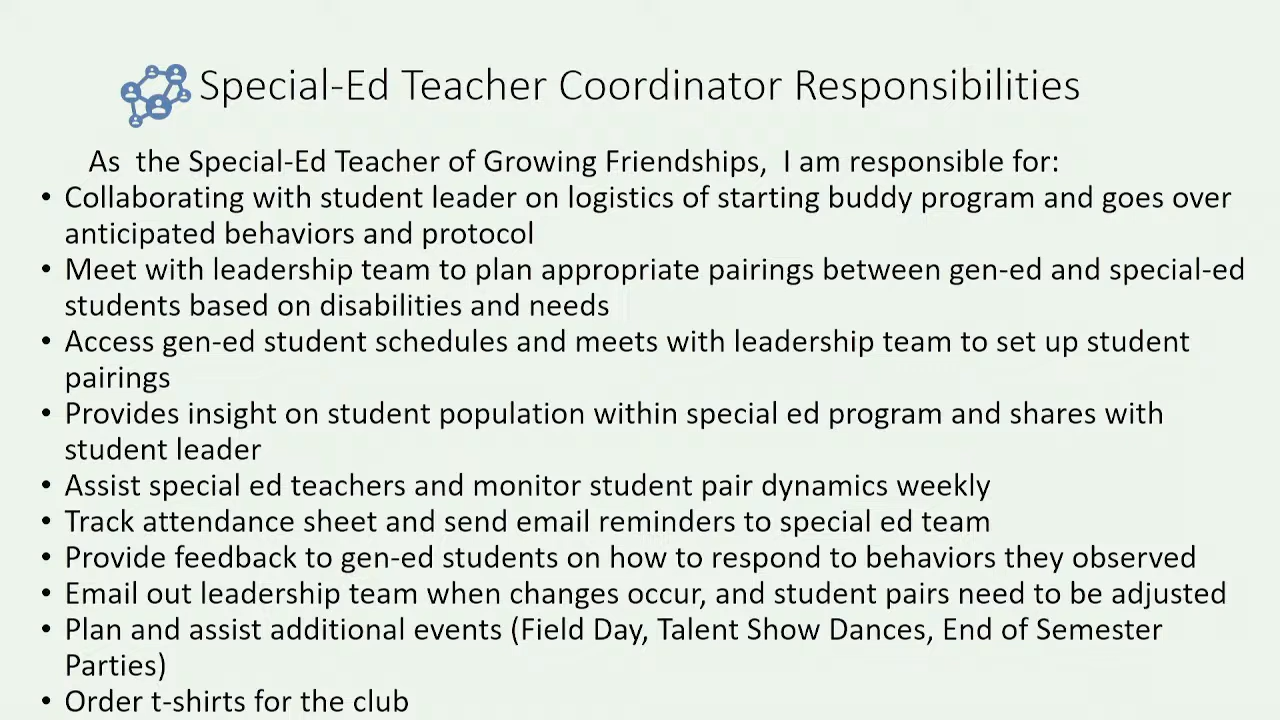 Special-Ed Teacher Coordinator Responsibilities
As the Special-Ed Teacher of Growing Friendships, I am responsible for:
• Collaborating with student leader on logistics of starting buddy program and goes over
anticipated behaviors and protocol
• Meet with leadership team to plan appropriate pairings between gen-ed and special-ed
students based on disabilities and needs
• Access gen-ed student schedules and meets with leadership team to set up student
pairings
• Provides insight on student population within special ed program and shares with
student leader
• Assist special ed teachers and monitor student pair dynamics weekly
• Track attendance sheet and send email reminders to special ed team
• Provide feedback to gen-ed students on how to respond to behaviors they observed
• Email out leadership team when changes occur, and student pairs need to be adjusted
• Plan and assist additional events (Field Day, Talent Show Dances, End of Semester
Parties)
• Order t-shirts for the club